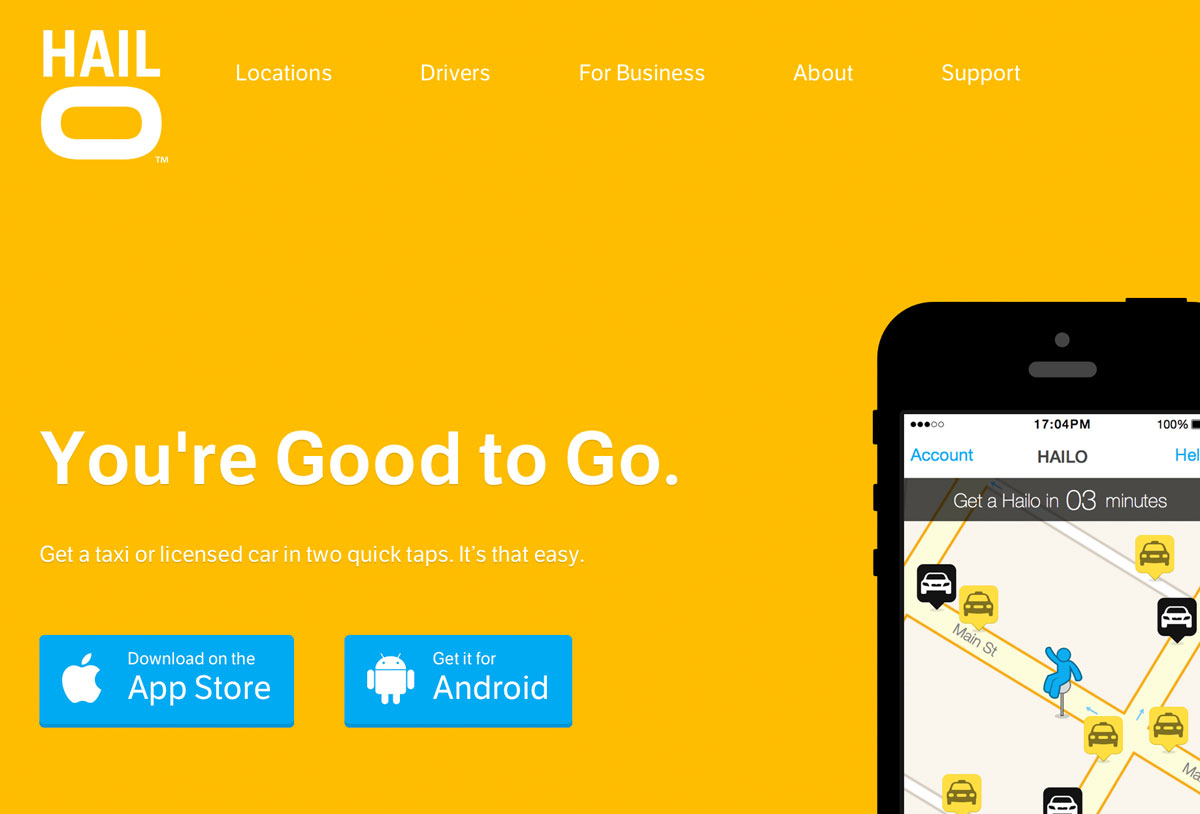 HAIL
O
TM
Locations
Drivers
For Business
About
Support
You're Good to Go.
Get a taxi or licensed car in two quick taps. It’s that easy.
Download on the
App Store
Get it for
Android
17:04PM
100%
Account
HAILO
Hel
Get a Hailo in 03 minutes
Main St
Ma